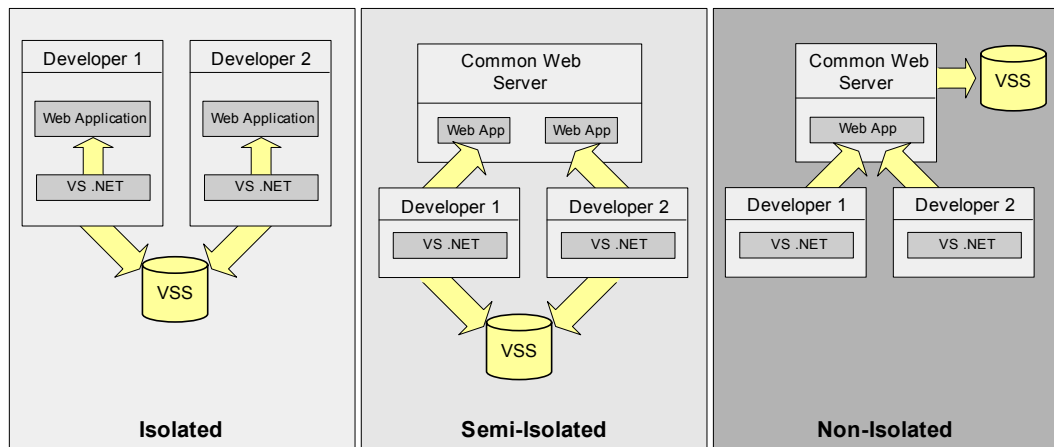 Developer 1
Web Application
VS .NET
Developer 2
Web Application
VS .NET
VSS
Isolated
Common Web
Server
Web App
Web App
Developer 1
VS .NET
Developer 2
VS .NET
VSS
Semi-Isolated
Common Web
Server
Web App
VSS
Developer 1
VS .NET
Developer 2
VS .NET
Non-Isolated